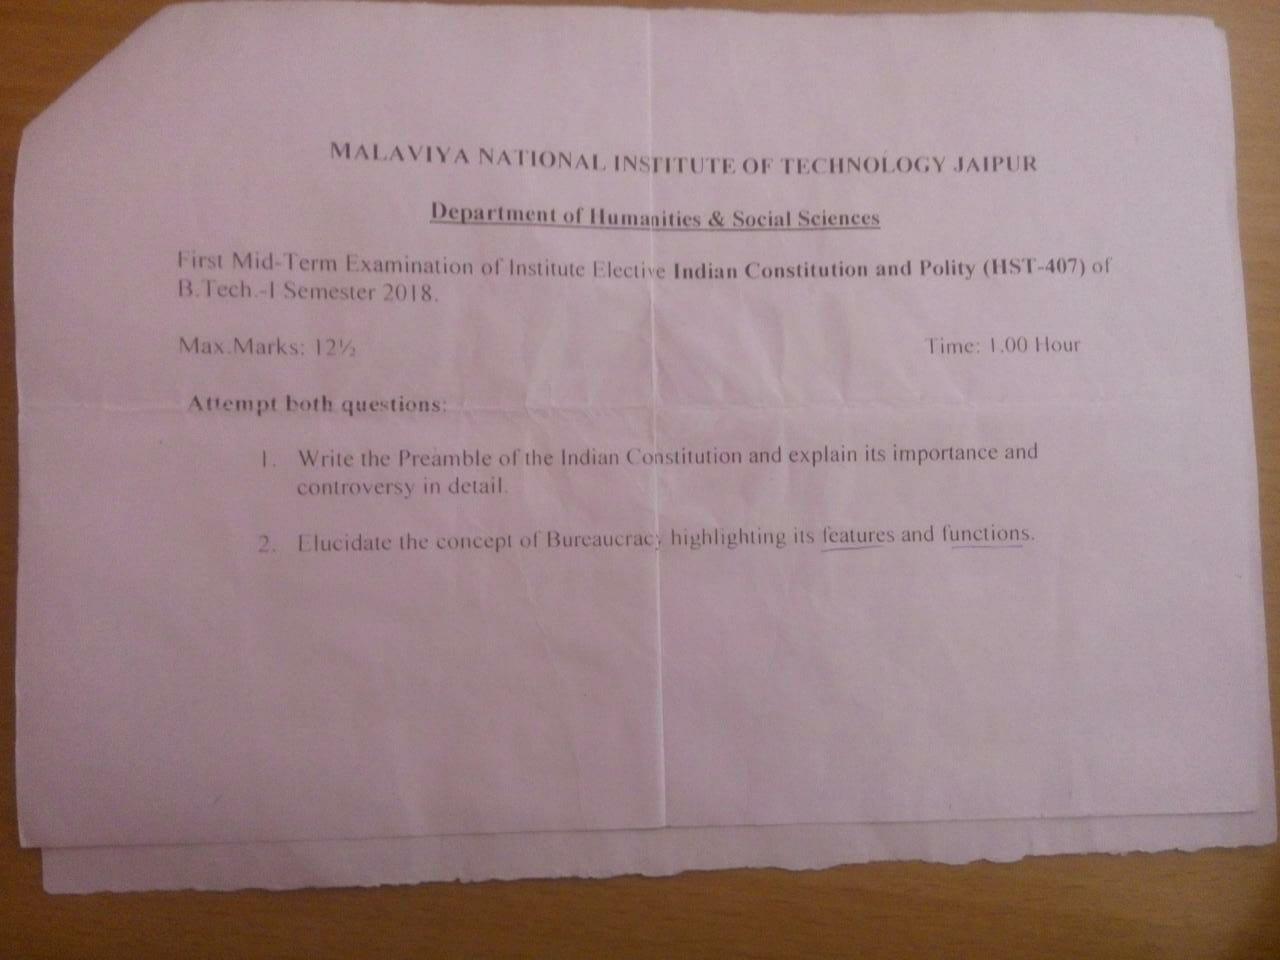 MALAVIYA NATIONAL INSTITUTE OF TECHNOLOGY JAIPUR
Department of Humanities & Social Sciences
First Mid-Term Examination of Institute Elective Indian Constitution and Polity (HST-407) of
B.Tech.-I Semester 2018.
Max.Marks: 12½ Time: 1.00 Hour
Attempt both questions:
1. Write the Preamble of the Indian Constitution and explain its importance and
controversy in detail.
2. Elucidate the concept of Bureaucracy highlighting its features and functions.